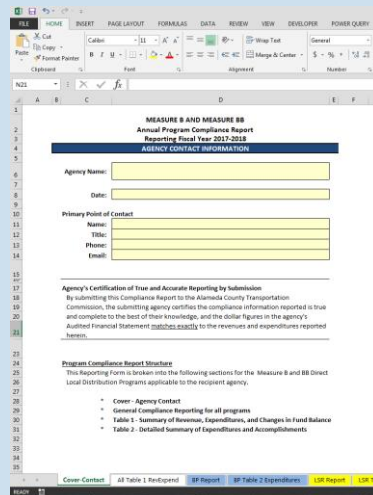 FILE HOME INSERT PAGE LAYOUT FORMULAS DATA REVIEW VIEW DEVELOPER POWER QUERY
Cut
Copy
Format Painter
Paste
Calibri 11
Wrap Text
Merge & Center
General
Clipboard Font Alignment Number
N21
A B C D E F
MEASURE B AND MEASURE BB
Annual Program Compliance Report
Reporting Fiscal Year 2017-2018
AGENCY CONTACT INFORMATION
Agency Name:
Date:
Primary Point of Contact
Name:
Title:
Phone:
Email:
Agency's Certification of True and Accurate Reporting by Submission
By submitting this Compliance Report to the Alameda County Transportation
Commission, the submitting agency certifies the compliance information reported is true
and complete to the best of their knowledge, and the dollar figures in the agency's
Audited Financial Statement matches exactly to the revenues and expenditures reported
herein.
Program Compliance Report Structure
This Reporting Form is broken into the following sections for the Measure B and BB Direct
Local Distribution Programs applicable to the recipient agency.
* Cover - Agency Contact
* General Compliance Reporting for all programs
* Table 1 - Summary of Revenue, Expenditures, and Changes in Fund Balance
* Table 2 - Detailed Summary of Expenditures and Accomplishments
Cover-Contact All Table 1 RevExpend BP Report BP Table 2 Expenditures LSR Report LSR T
READY